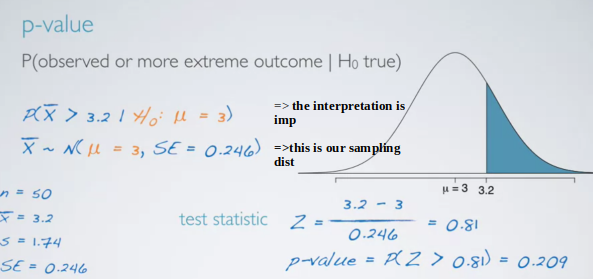 p-value
P(observed or more extreme outcome | H₀ true)
P(X̄ > 3.2 | H₀: μ = 3)
=> the interpretation is
imp
X̄ ~ N(μ = 3, SE = 0.246)
=>this is our sampling
dist
μ = 3 3.2
n = 50
x̄ = 3.2
s = 1.74
SE = 0.246
test statistic Z = 3.2 - 3 / 0.246 = 0.81
p-value = P(Z > 0.81) = 0.209